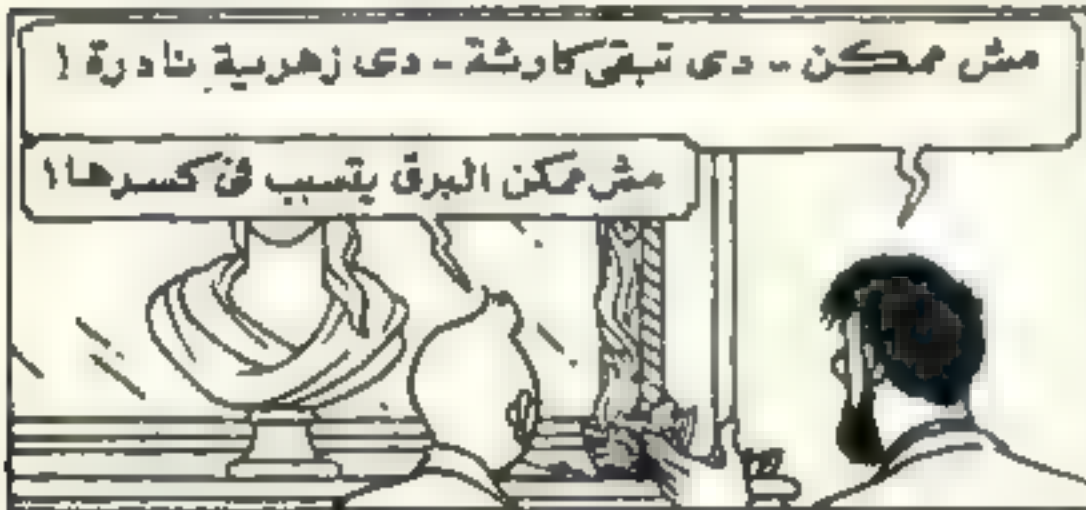 مش ممكن - دى تبقى كارثة - دى زهرية نادرة !
مش ممكن البرق يتسبب فى كسرها !